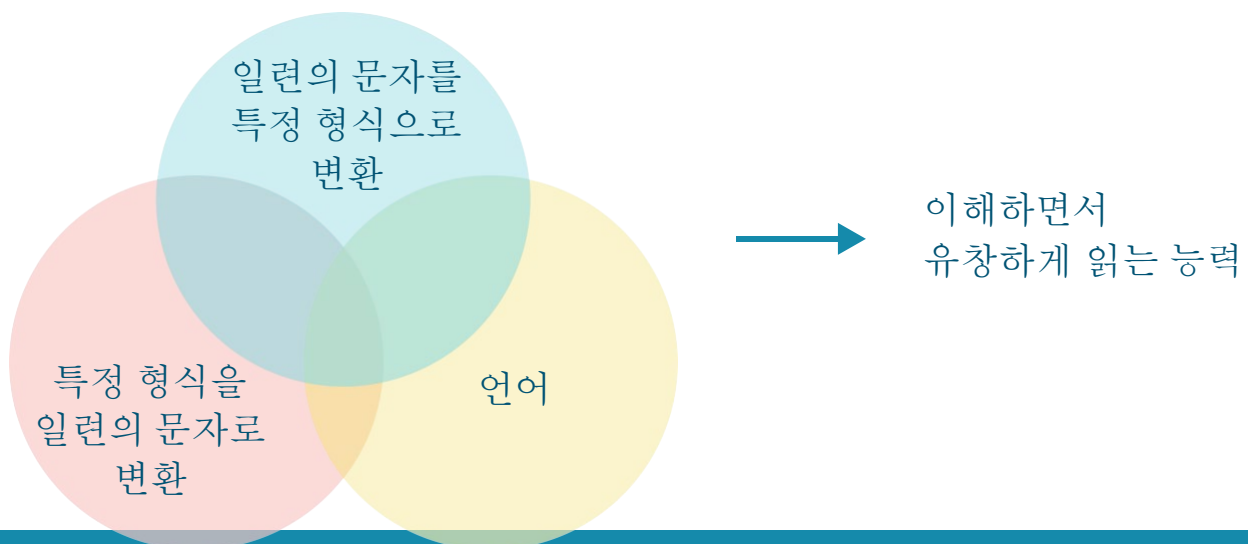 일련의 문자를
특정 형식으로
변환
특정 형식을
일련의 문자로
변환
언어
이해하면서
유창하게 읽는 능력